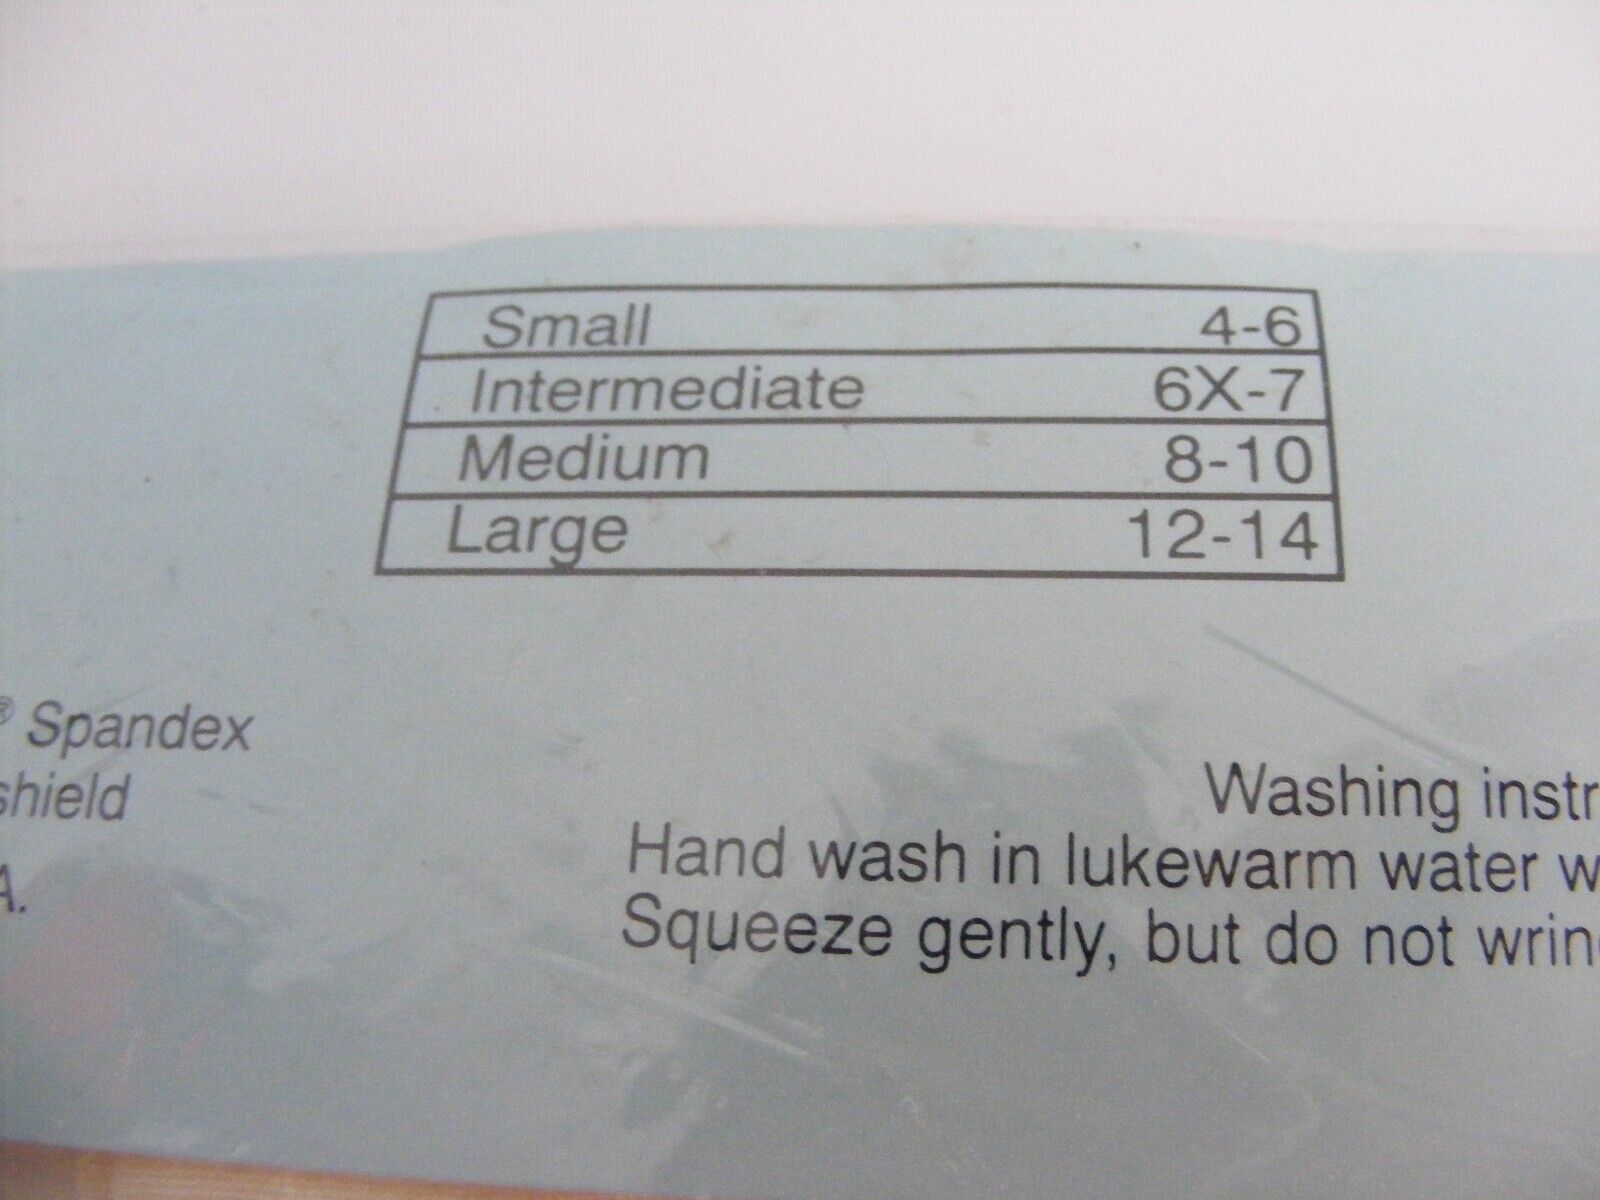 Small 4-6
Intermediate 6X-7
Medium 8-10
Large 12-14
® Spandex
shield
A.
Washing instr
Hand wash in lukewarm water w
Squeeze gently, but do not wring